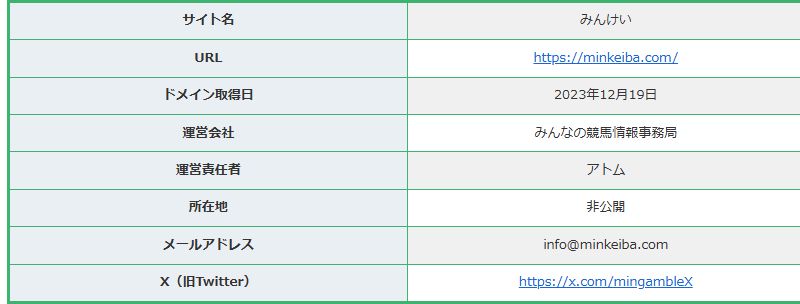 サイト名 みんけい
URL https://minkeiba.com/
ドメイン取得日 2023年12月19日
運営会社 みんなの競馬情報事務局
運営責任者 アトム
所在地 非公開
メールアドレス info@minkeiba.com
X（旧Twitter） https://x.com/mingambleX